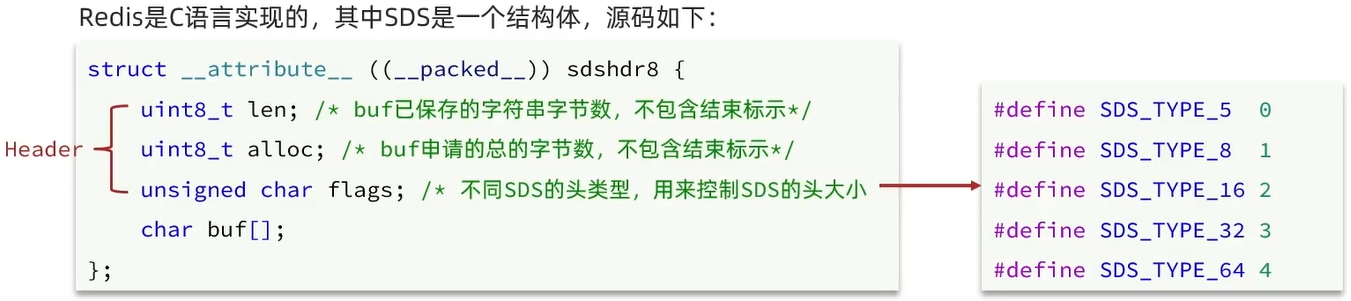 Redis是C语言实现的，其中SDS是一个结构体，源码如下：
struct __attribute__ ((__packed__)) sdshdr8 {
uint8_t len; /* buf已保存的字符串字节数，不包含结束标示*/
Header
uint8_t alloc; /* buf申请的总的字节数，不包含结束标示*/
unsigned char flags; /* 不同SDS的头类型，用来控制SDS的头大小
char buf[];
};
#define SDS_TYPE_5 0
#define SDS_TYPE_8 1
#define SDS_TYPE_16 2
#define SDS_TYPE_32 3
#define SDS_TYPE_64 4